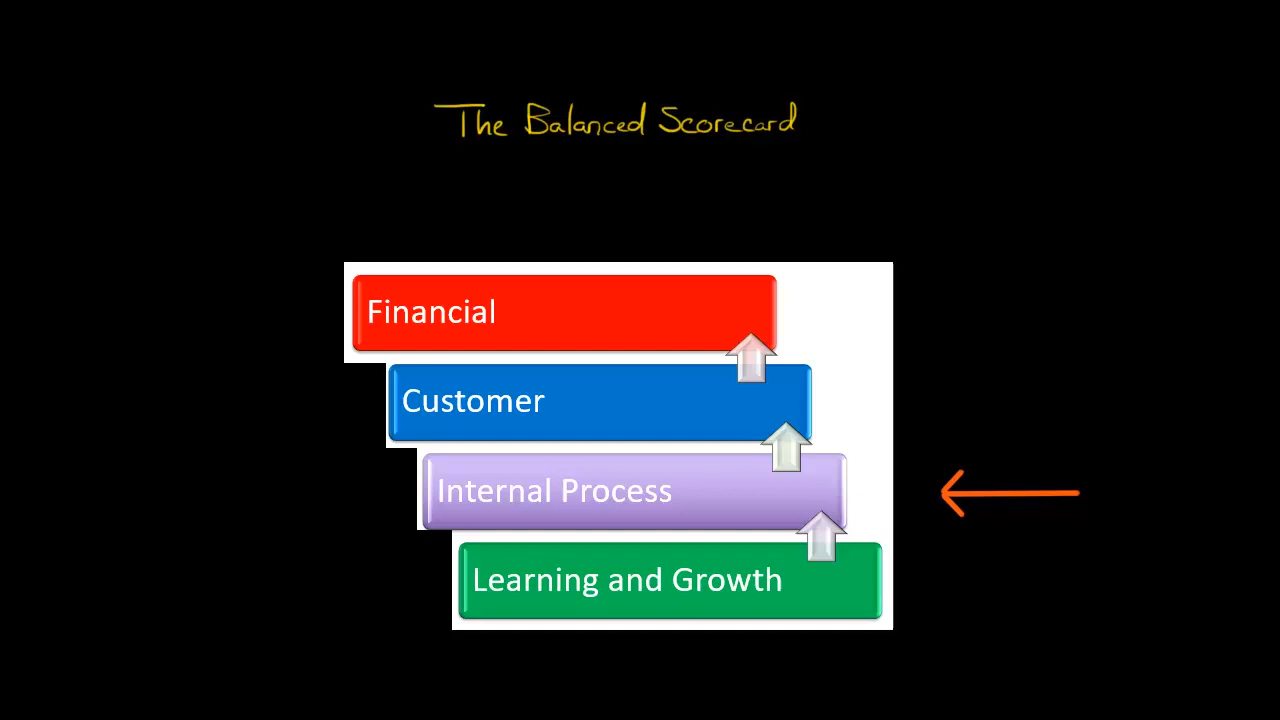 The Balanced Scorecard
Financial
Customer
Internal Process
Learning and Growth